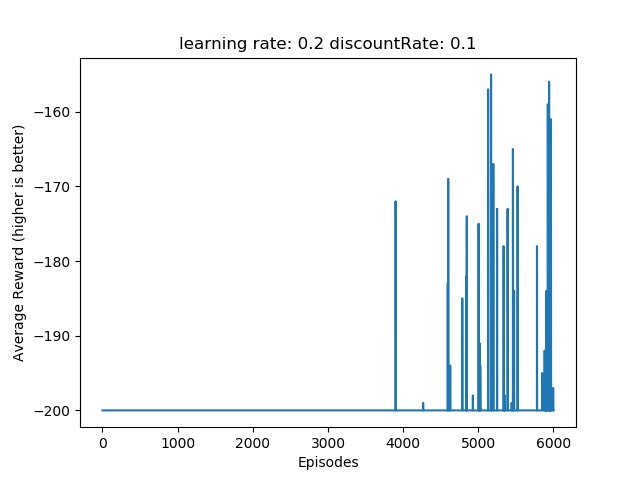 learning rate: 0.2 discountRate: 0.1
Average Reward (higher is better)
−160
−170
−180
−190
−200
0 1000 2000 3000 4000 5000 6000
Episodes